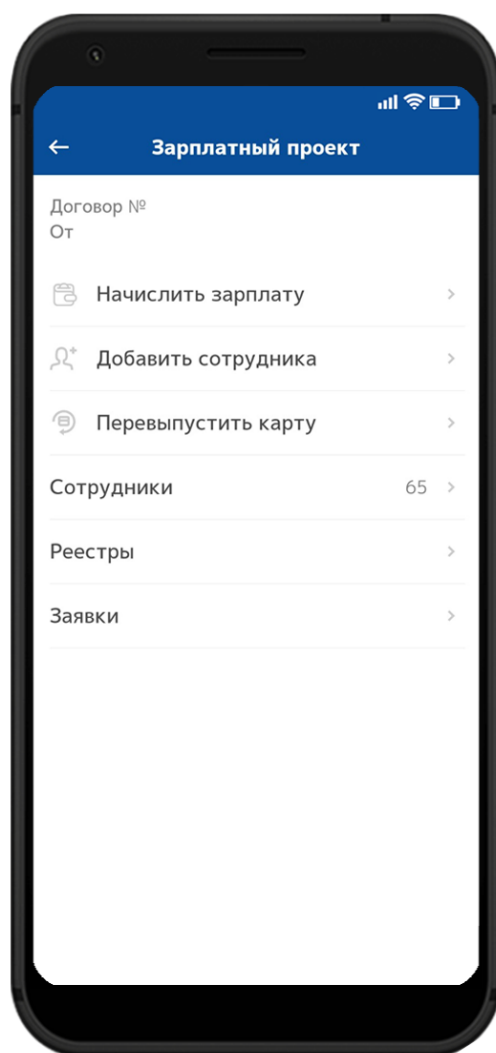 Зарплатный проект
Договор №
От
Начислить зарплату
Добавить сотрудника
Перевыпустить карту
Сотрудники 65
Реестры
Заявки